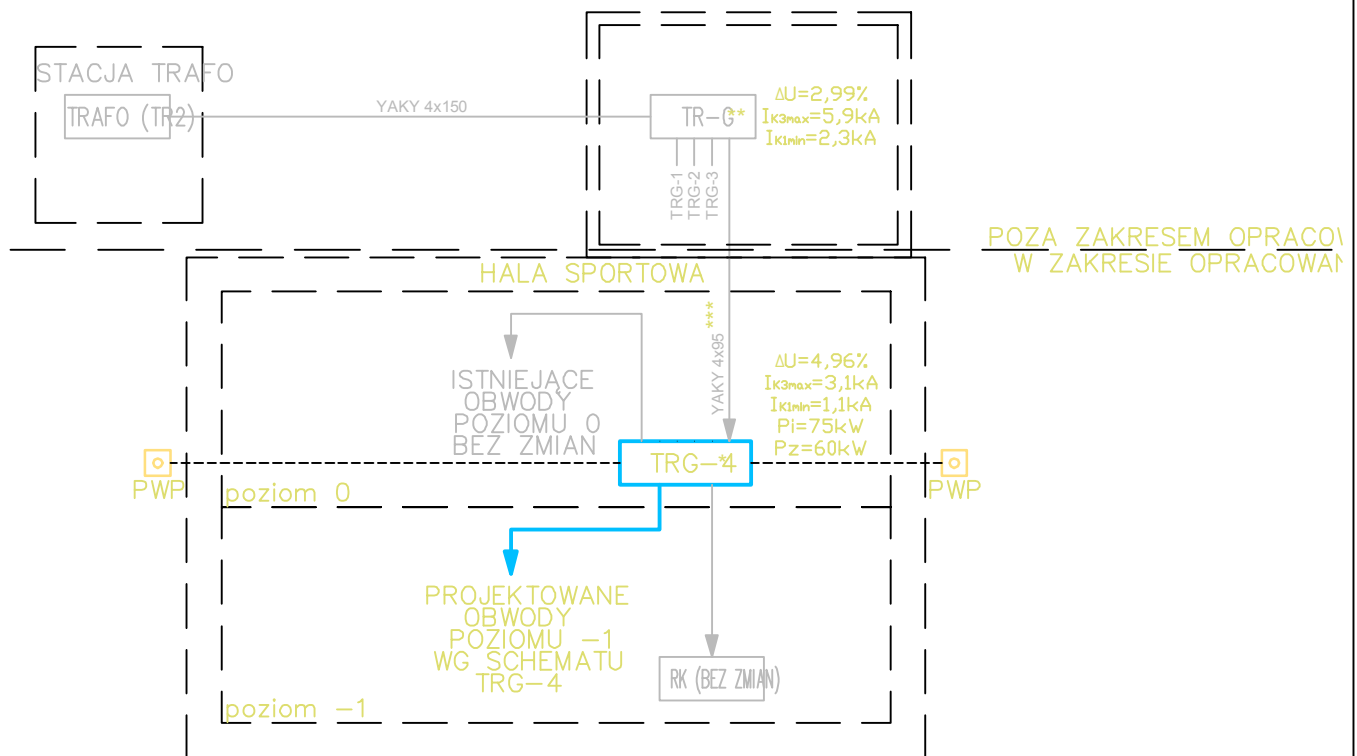 STACJA TRAFO
TRAFO (TR2)
YAKY 4x150
TR-G**
ΔU=2,99%
IK3max=5,9kA
IK1min=2,3kA
TRG-1
TRG-2
TRG-3
POZA ZAKRESEM
W ZAKRESIE
HALA SPORTOWA
YAKY 4x95 ***
ΔU=4,96%
IK3max=3,1kA
IK1min=1,1kA
Pi=75kW
Pz=60kW
ISTNIEJĄCE
OBWODY
POZIOMU 0
BEZ ZMIAN
TRG-*4
PWP
PWP
poziom 0
PROJEKTOWANE
OBWODY
POZIOMU -1
WG SCHEMATU
TRG-4
RK (BEZ ZMIAN)
poziom -1